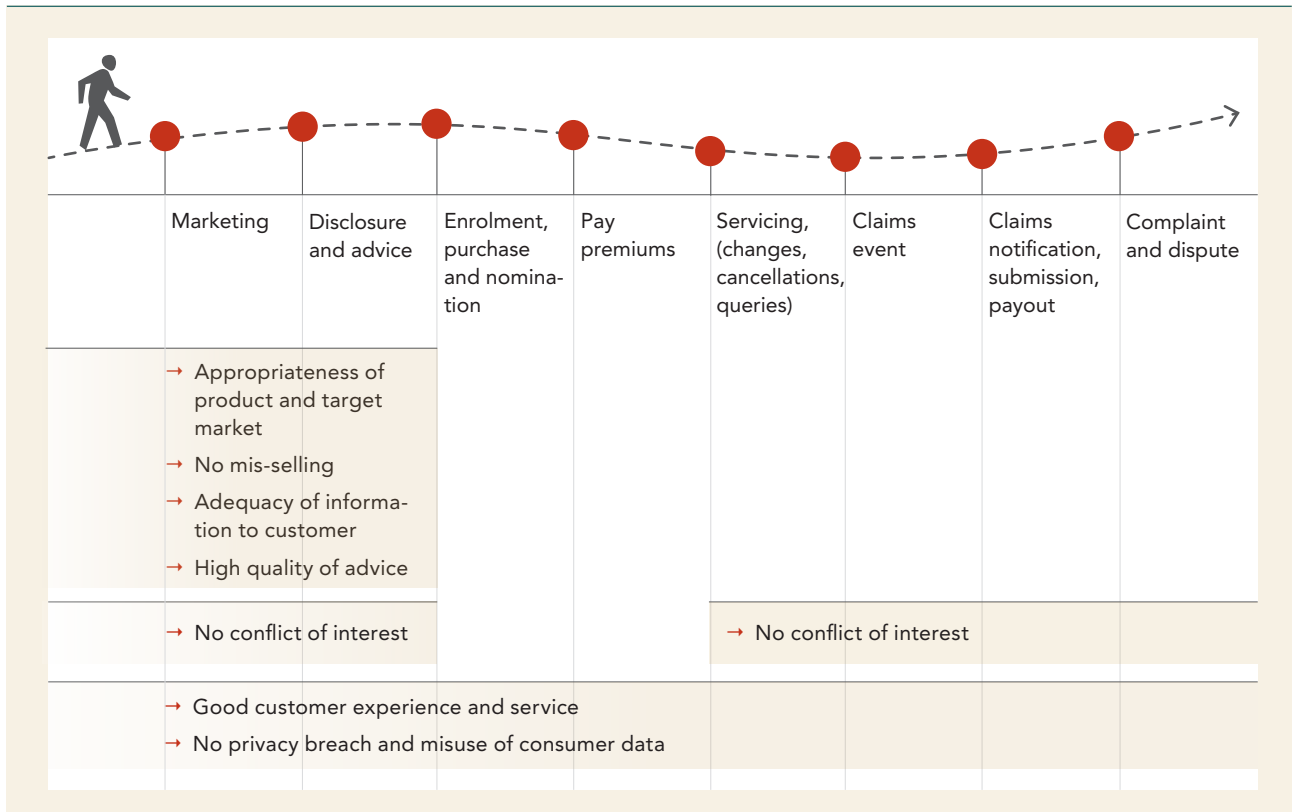 Marketing
Disclosure
and advice
Enrolment,
purchase
and nomina-
tion
Pay
premiums
Servicing,
(changes,
cancellations,
queries)
Claims
event
Claims
notification,
submission,
payout
Complaint
and dispute
→ Appropriateness of
product and target
market
→ No mis-selling
→ Adequacy of informa-
tion to customer
→ High quality of advice
→ No conflict of interest
→ No conflict of interest
→ Good customer experience and service
→ No privacy breach and misuse of consumer data